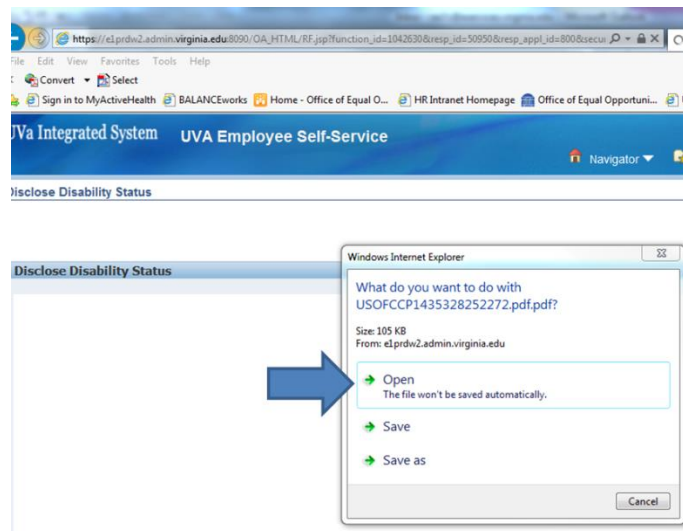 https://e1prdw2.admin.virginia.edu:8090/OA_HTML/RF.jsp?function_id=1042630&resp_id=50950&resp_appl_id=800&secur
File Edit View Favorites Tools Help
Convert Select
Sign in to MyActiveHealth BALANCEworks Home - Office of Equal O... HR Intranet Homepage Office of Equal Opportuni...
UVa Integrated System UVA Employee Self-Service
Navigator
Disclose Disability Status
Disclose Disability Status
Windows Internet Explorer
What do you want to do with
USOFCCP1435328252272.pdf.pdf?
Size: 105 KB
From: e1prdw2.admin.virginia.edu
Open
The file won't be saved automatically.
Save
Save as
Cancel